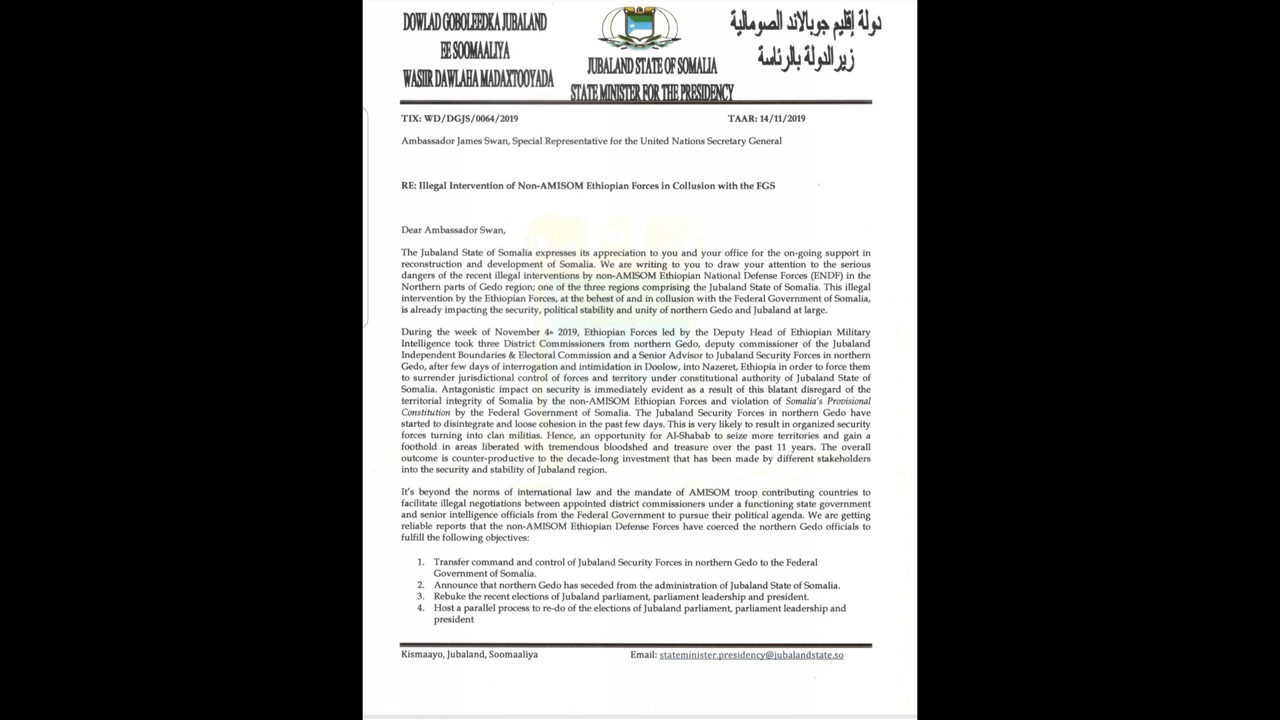 DOWLAD GOBOLEEDKA JUBALAND
EE SOOMAALIYA
WASIIR DAWLAHA MADAXTOOYADA
JUBALAND STATE OF SOMALIA
STATE MINISTER FOR THE PRESIDENCY
دولة إقليم جوبالاند الصومالية
زير الدولة بالرئاسة
TIX: WD/DGJS/0064/2019
TAAR: 14/11/2019
Ambassador James Swan, Special Representative for the United Nations Secretary General
RE: Illegal Intervention of Non-AMISOM Ethiopian Forces in Collusion with the FGS
Dear Ambassador Swan,
The Jubaland State of Somalia expresses its appreciation to you and your office for the on-going support in
reconstruction and development of Somalia. We are writing to you to draw your attention to the serious
dangers of the recent illegal interventions by non-AMISOM Ethiopian National Defense Forces (ENDF) in the
Northern parts of Gedo region; one of the three regions comprising the Jubaland State of Somalia. This illegal
intervention by the Ethiopian Forces, at the behest of and in collusion with the Federal Government of Somalia,
is already impacting the security, political stability and unity of northern Gedo and Jubaland at large.
During the week of November 4th 2019, Ethiopian Forces led by the Deputy Head of Ethiopian Military
Intelligence took three District Commissioners from northern Gedo, deputy commissioner of the Jubaland
Independent Boundaries & Electoral Commission and a Senior Advisor to Jubaland Security Forces in northern
Gedo, after few days of interrogation and intimidation in Doolow, into Nazeret, Ethiopia in order to force them
to surrender jurisdictional control of forces and territory under constitutional authority of Jubaland State of
Somalia. Antagonistic impact on security is immediately evident as a result of this blatant disregard of the
territorial integrity of Somalia by the non-AMISOM Ethiopian Forces and violation of Somalia's Provisional
Constitution by the Federal Government of Somalia. The Jubaland Security Forces in northern Gedo have
started to disintegrate and loose cohesion in the past few days. This is very likely to result in organized security
forces turning into clan militias. Hence, an opportunity for Al-Shabab to seize more territories and gain a
foothold in areas liberated with tremendous bloodshed and treasure over the past 11 years. The overall
outcome is counter-productive to the decade-long investment that has been made by different stakeholders
into the security and stability of Jubaland region.
It's beyond the norms of international law and the mandate of AMISOM troop contributing countries to
facilitate illegal negotiations between appointed district commissioners under a functioning state government
and senior intelligence officials from the Federal Government to pursue their political agenda. We are getting
reliable reports that the non-AMISOM Ethiopian Defense Forces have coerced the northern Gedo officials to
fulfill the following objectives:
1. Transfer command and control of Jubaland Security Forces in northern Gedo to the Federal
Government of Somalia.
2. Announce that northern Gedo has seceded from the administration of Jubaland State of Somalia.
3. Rebuke the recent elections of Jubaland parliament, parliament leadership and president.
4. Host a parallel process to re-do of the elections of Jubaland parliament, parliament leadership and
president
Kismaayo, Jubaland, Soomaaliya
Email: stateminister.presidency@jubalandstate.so